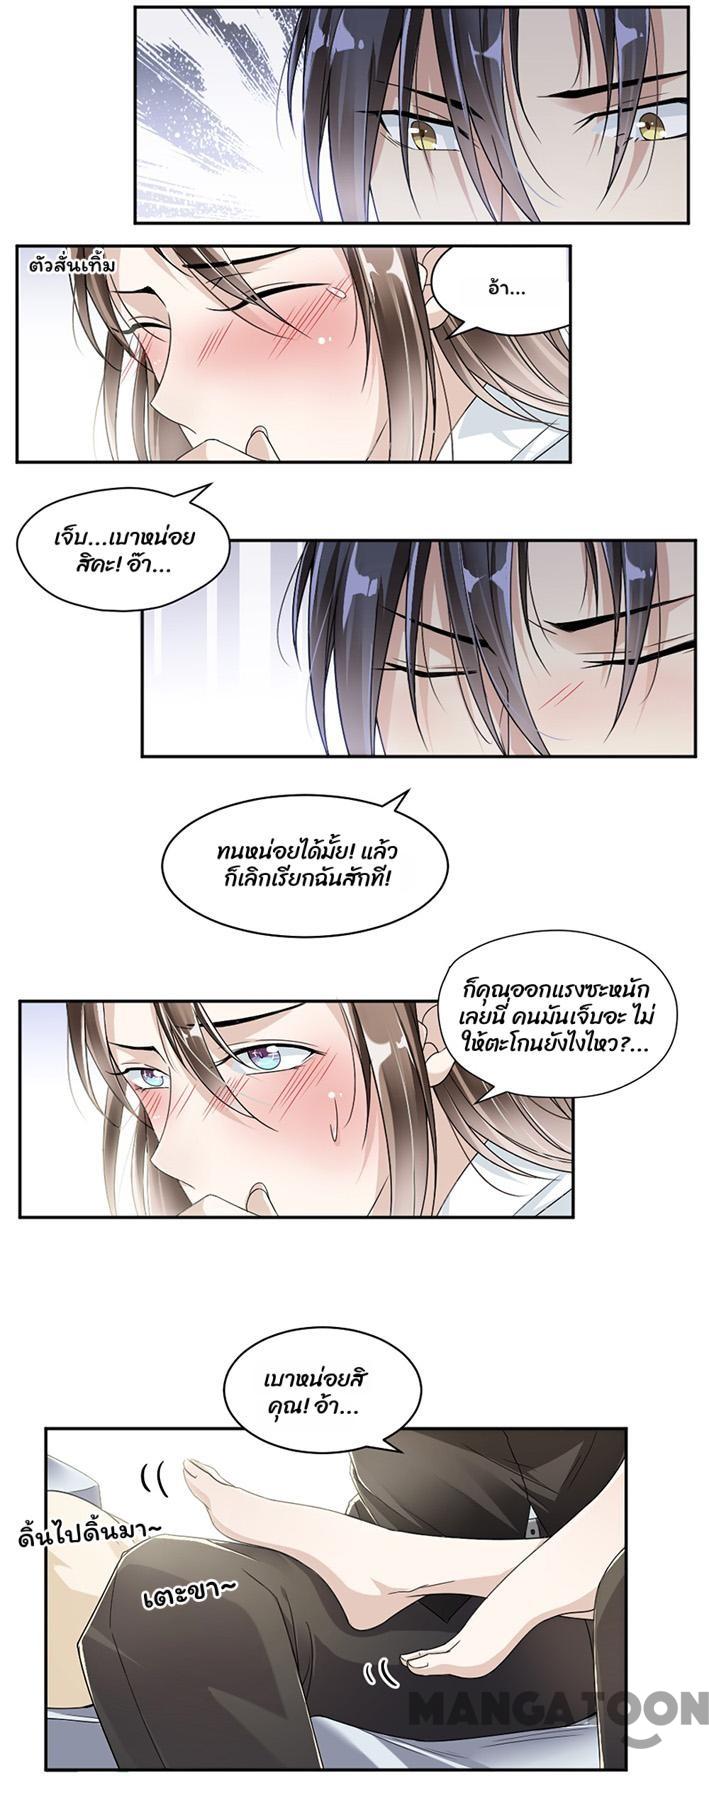 ตัวสั่นเทิ้ม
อ้า...
เจ็บ...เบาหน่อย
สิคะ! อ๊า...
ทนหน่อยได้มั้ย! แล้ว
ก็เลิกเรียกฉันสักที!
ก็คุณออกแรงซะหนัก
เลยนี่ คนมันเจ็บอะ ไม่
ให้ตะโกนยังไงไหว?...
เบาหน่อยสิ
คุณ! อ้า...
ดิ้นไปดิ้นมา~
เตะขา~
MANGATOON